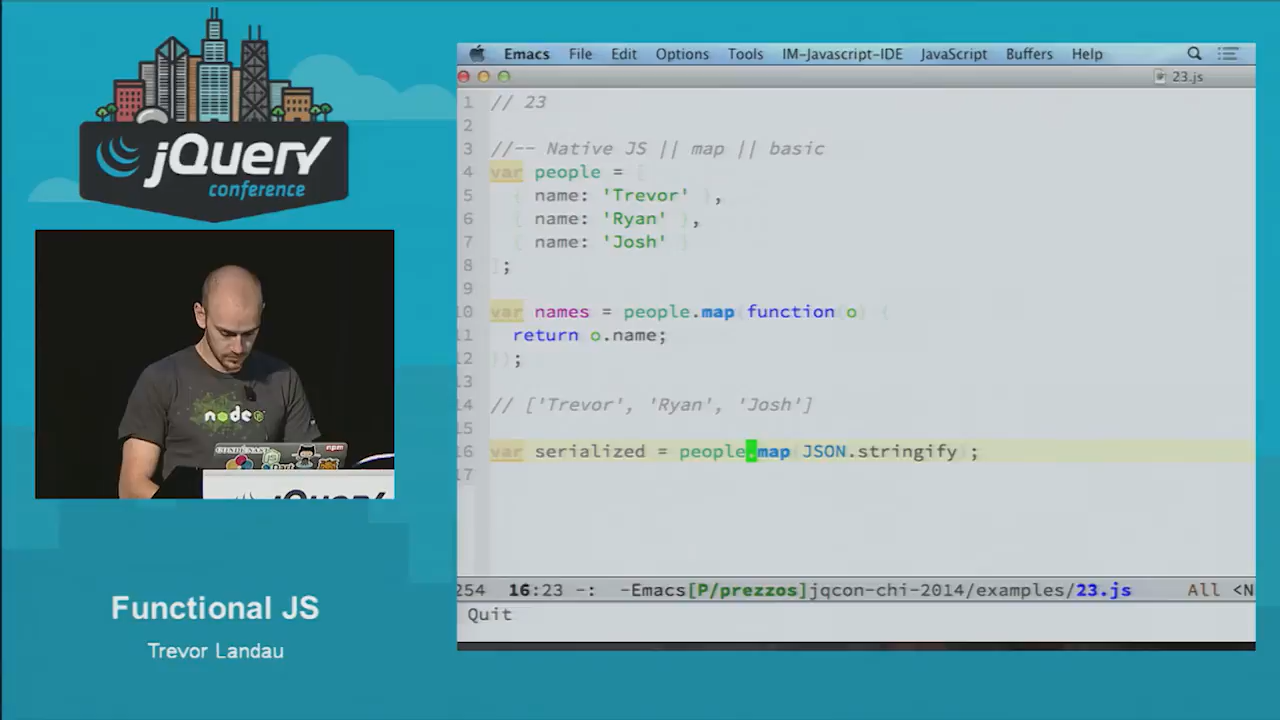 jQuery
conference
node
npm
jQuery
Functional JS
Trevor Landau
Emacs File Edit Options Tools IM-Javascript-IDE JavaScript Buffers Help
23.js
1 // 23
2
3 //-- Native JS || map || basic
4 var people = [
5 { name: 'Trevor' },
6 { name: 'Ryan' },
7 { name: 'Josh' }
8 ];
9
10 var names = people.map(function(o) {
11 return o.name;
12 });
13
14 // ['Trevor', 'Ryan', 'Josh']
15
16 var serialized = people.map(JSON.stringify);
17
254 16:23 -: -Emacs[P/prezzos]jqcon-chi-2014/examples/23.js All <N
Quit